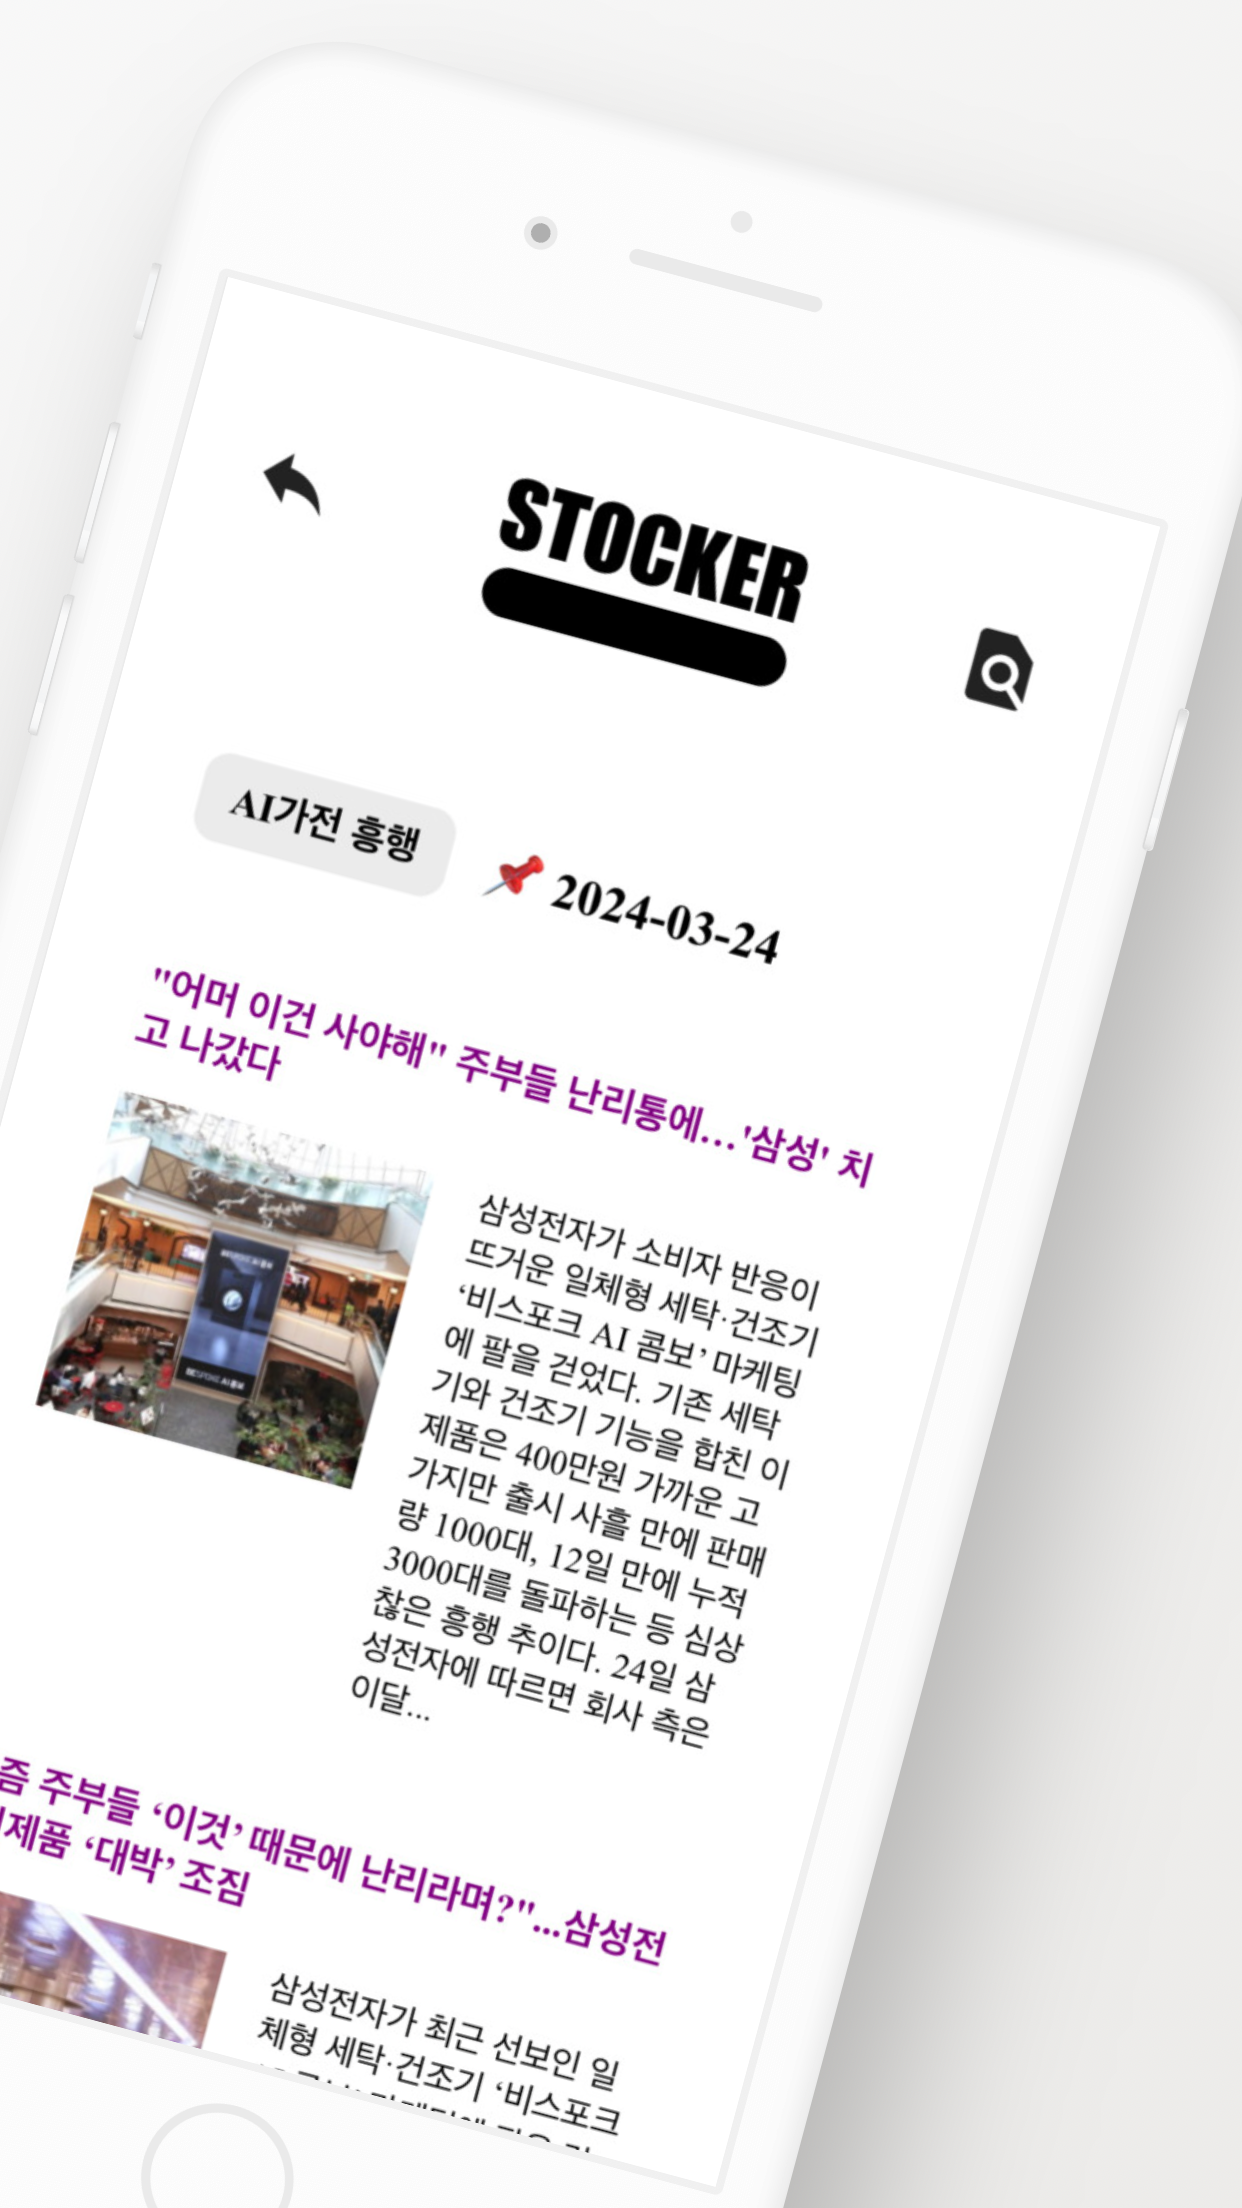 STOCKER
AI가전 흥행
2024-03-24
"어머 이건 사야해" 주부들 난리통에…'삼성' 치
고 나갔다
삼성전자가 소비자 반응이
뜨거운 일체형 세탁·건조기
‘비스포크 AI 콤보’ 마케팅
에 팔을 걷었다. 기존 세탁
기와 건조기 기능을 합친 이
제품은 400만원 가까운 고
가지만 출시 사흘 만에 판매
량 1000대, 12일 만에 누적
3000대를 돌파하는 등 심상
찮은 흥행 추이다. 24일 삼
성전자에 따르면 회사 측은
이달...
즘 주부들 ‘이것’ 때문에 난리라며?"...삼성전
제품 ‘대박’ 조짐
삼성전자가 최근 선보인 일
체형 세탁·건조기 ‘비스포크